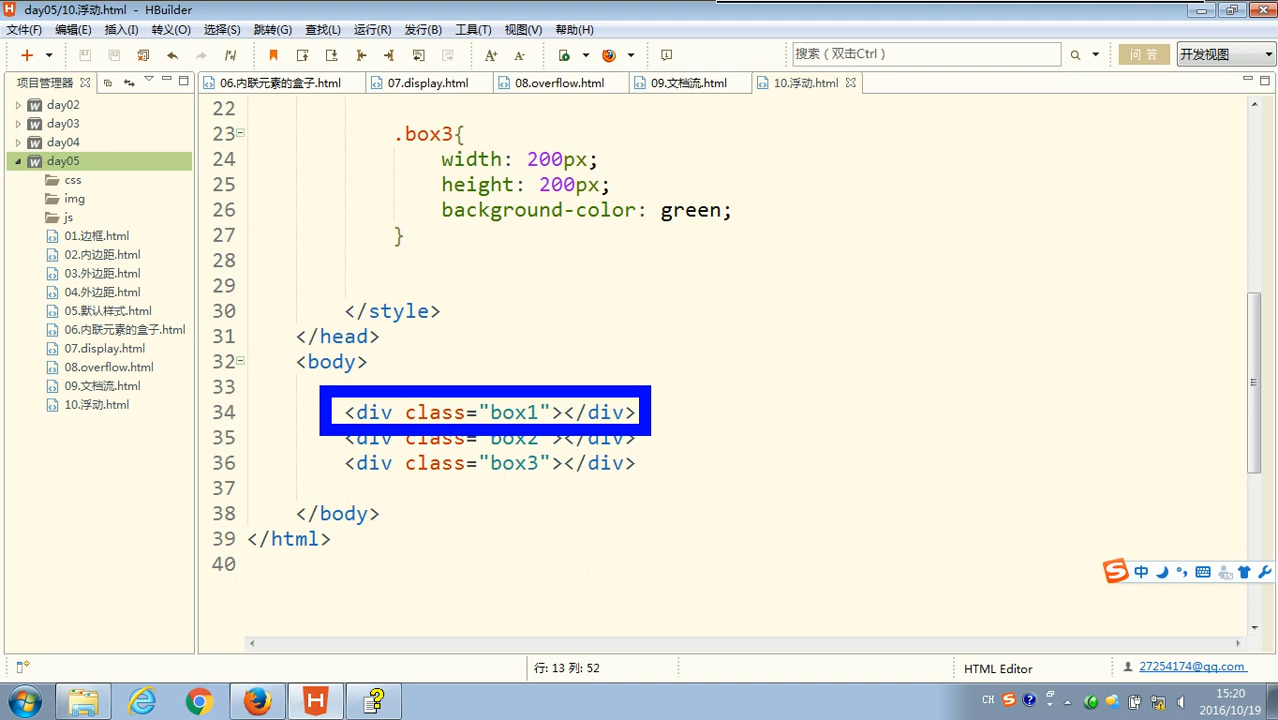 day05/10.浮动.html - HBuilder
文件(F) 编辑(E) 插入(I) 转义(O) 选择(S) 跳转(G) 查找(L) 运行(R) 发行(B) 工具(T) 视图(V) 帮助(H)
搜索（双击Ctrl）
问 答
开发视图
项目管理器
06.内联元素的盒子.html
07.display.html
08.overflow.html
09.文档流.html
10.浮动.html
day02
day03
day04
day05
css
img
js
01.边框.html
02.内边距.html
03.外边距.html
04.外边距.html
05.默认样式.html
06.内联元素的盒子.html
07.display.html
08.overflow.html
09.文档流.html
10.浮动.html
22
23 .box3{
24 width: 200px;
25 height: 200px;
26 background-color: green;
27 }
28
29
30 </style>
31 </head>
32 <body>
33
34 <div class="box1"></div>
35 <div class="box2"></div>
36 <div class="box3"></div>
37
38 </body>
39 </html>
40
中
行: 13 列: 52
HTML Editor
27254174@qq.com
CH
15:20
2016/10/19